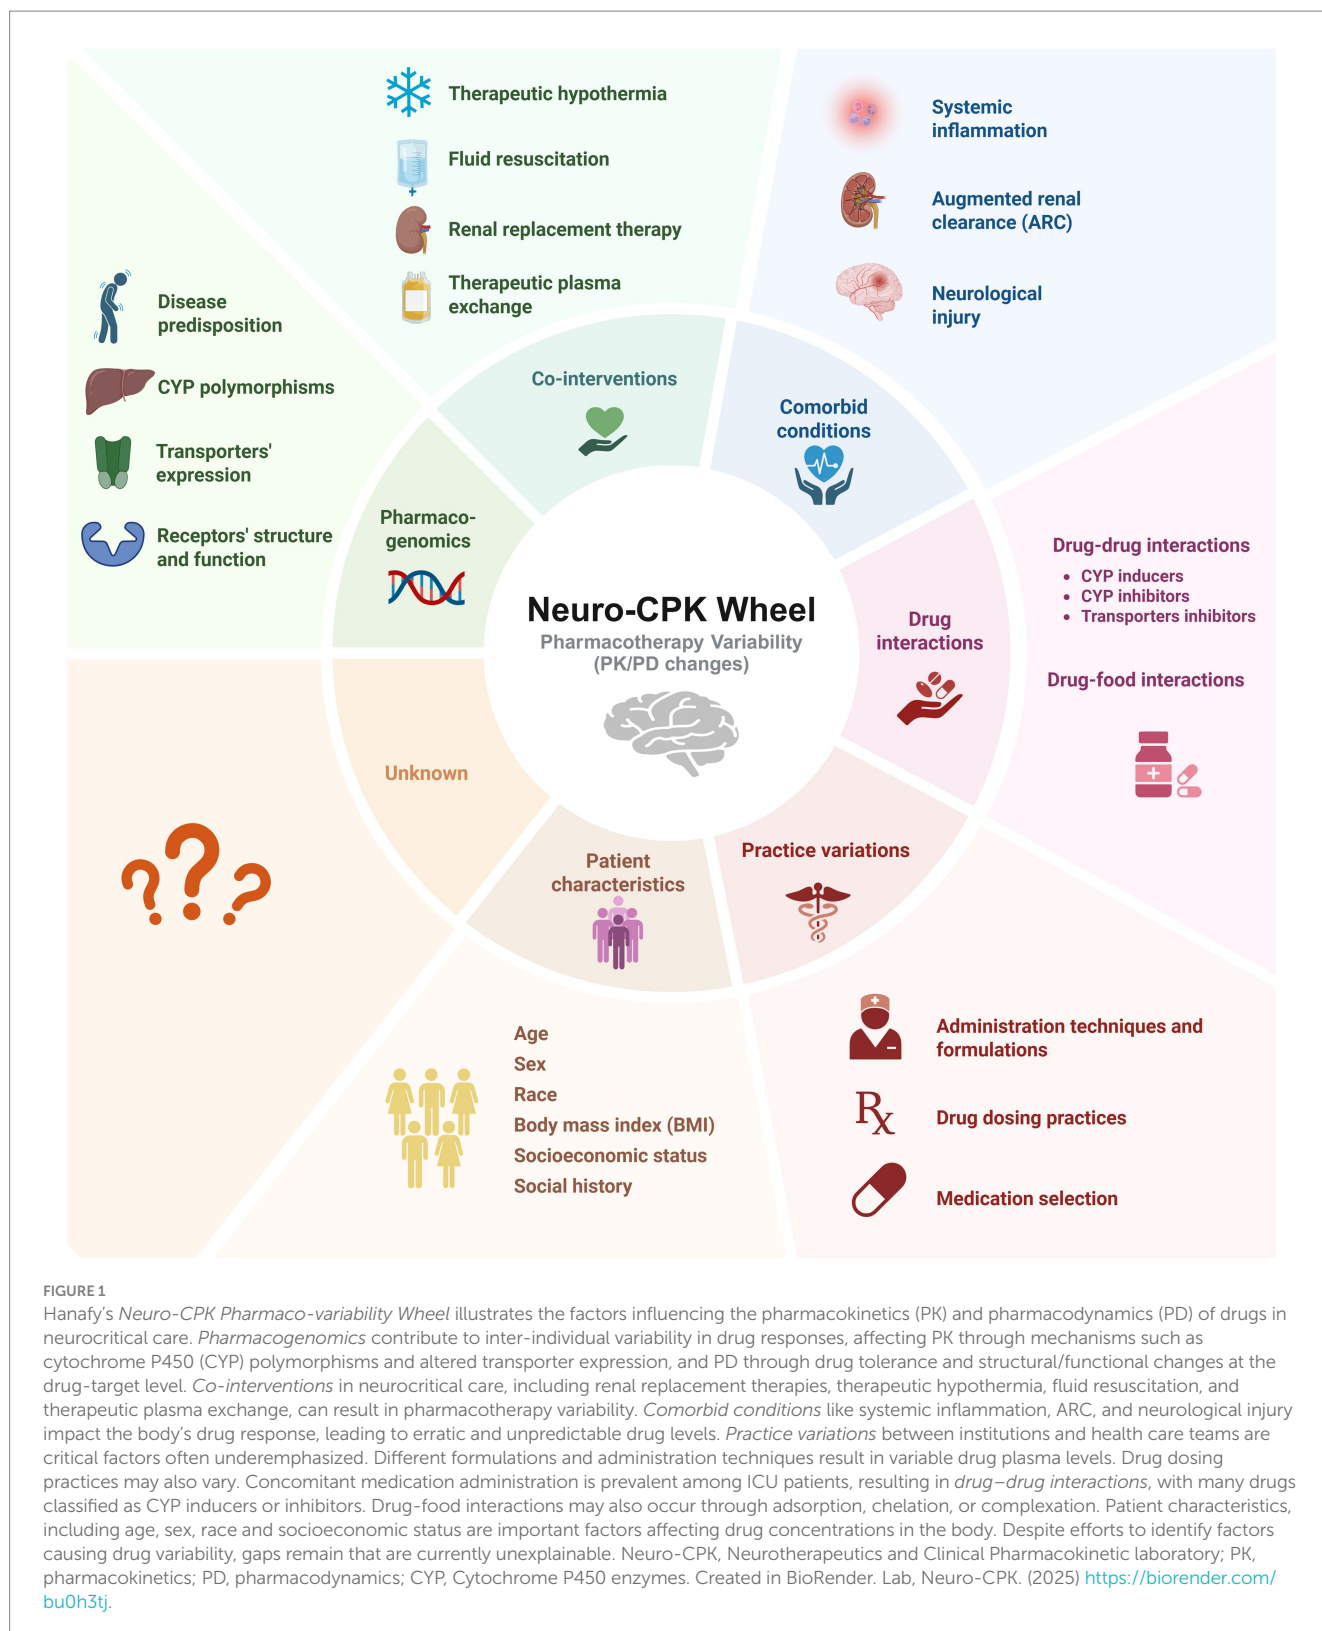 Therapeutic hypothermia
Fluid resuscitation
Renal replacement therapy
Therapeutic plasma
exchange
Systemic
inflammation
Augmented renal
clearance (ARC)
Neurological
injury
Disease
predisposition
CYP polymorphisms
Transporters'
expression
Receptors' structure
and function
Co-interventions
Comorbid
conditions
Pharmaco-
genomics
Drug
interactions
Drug-drug interactions
• CYP inducers
• CYP inhibitors
• Transporters inhibitors
Drug-food interactions
Neuro-CPK Wheel
Pharmacotherapy Variability
(PK/PD changes)
Unknown
Patient
characteristics
Practice variations
???
Age
Sex
Race
Body mass index (BMI)
Socioeconomic status
Social history
Administration techniques and
formulations
Rx
Drug dosing practices
Medication selection
FIGURE 1
Hanafy's Neuro-CPK Pharmaco-variability Wheel illustrates the factors influencing the pharmacokinetics (PK) and pharmacodynamics (PD) of drugs in
neurocritical care. Pharmacogenomics contribute to inter-individual variability in drug responses, affecting PK through mechanisms such as
cytochrome P450 (CYP) polymorphisms and altered transporter expression, and PD through drug tolerance and structural/functional changes at the
drug-target level. Co-interventions in neurocritical care, including renal replacement therapies, therapeutic hypothermia, fluid resuscitation, and
therapeutic plasma exchange, can result in pharmacotherapy variability. Comorbid conditions like systemic inflammation, ARC, and neurological injury
impact the body's drug response, leading to erratic and unpredictable drug levels. Practice variations between institutions and health care teams are
critical factors often underemphasized. Different formulations and administration techniques result in variable drug plasma levels. Drug dosing
practices may also vary. Concomitant medication administration is prevalent among ICU patients, resulting in drug–drug interactions, with many drugs
classified as CYP inducers or inhibitors. Drug-food interactions may also occur through adsorption, chelation, or complexation. Patient characteristics,
including age, sex, race and socioeconomic status are important factors affecting drug concentrations in the body. Despite efforts to identify factors
causing drug variability, gaps remain that are currently unexplainable. Neuro-CPK, Neurotherapeutics and Clinical Pharmacokinetic laboratory; PK,
pharmacokinetics; PD, pharmacodynamics; CYP, Cytochrome P450 enzymes. Created in BioRender. Lab, Neuro-CPK. (2025) https://biorender.com/
bu0h3tj.